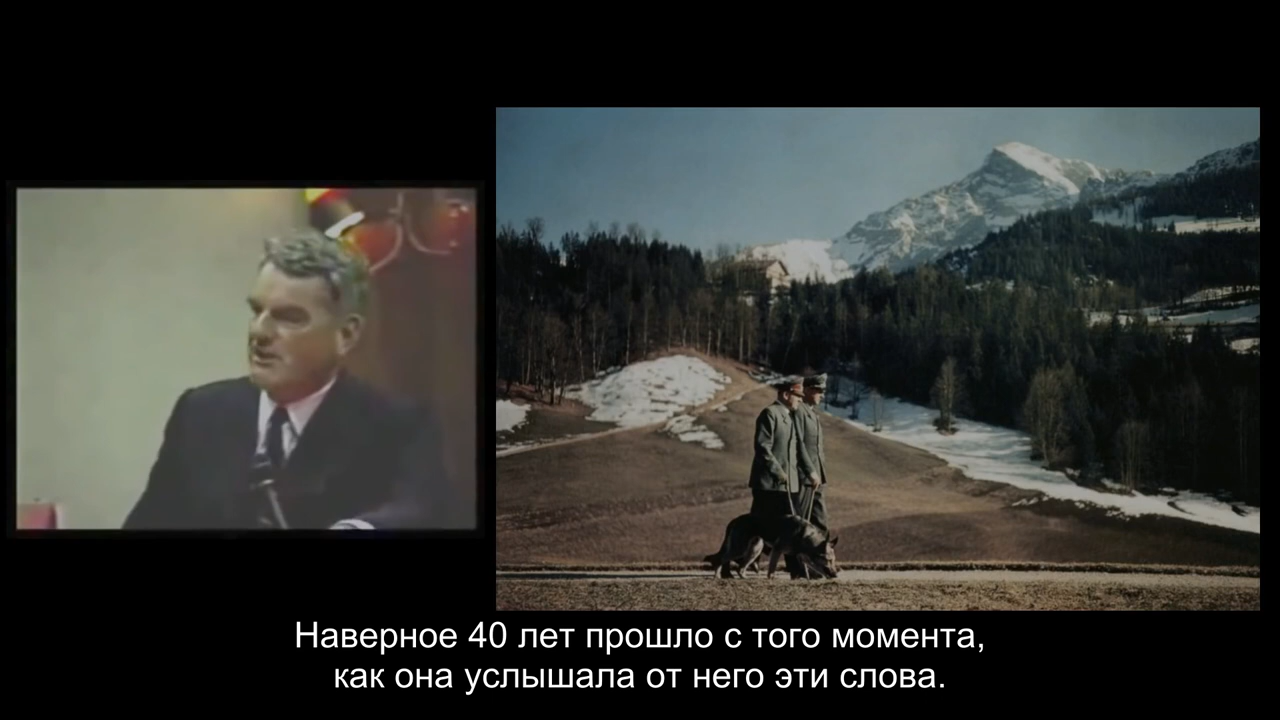 Наверное 40 лет прошло с того момента,
как она услышала от него эти слова.